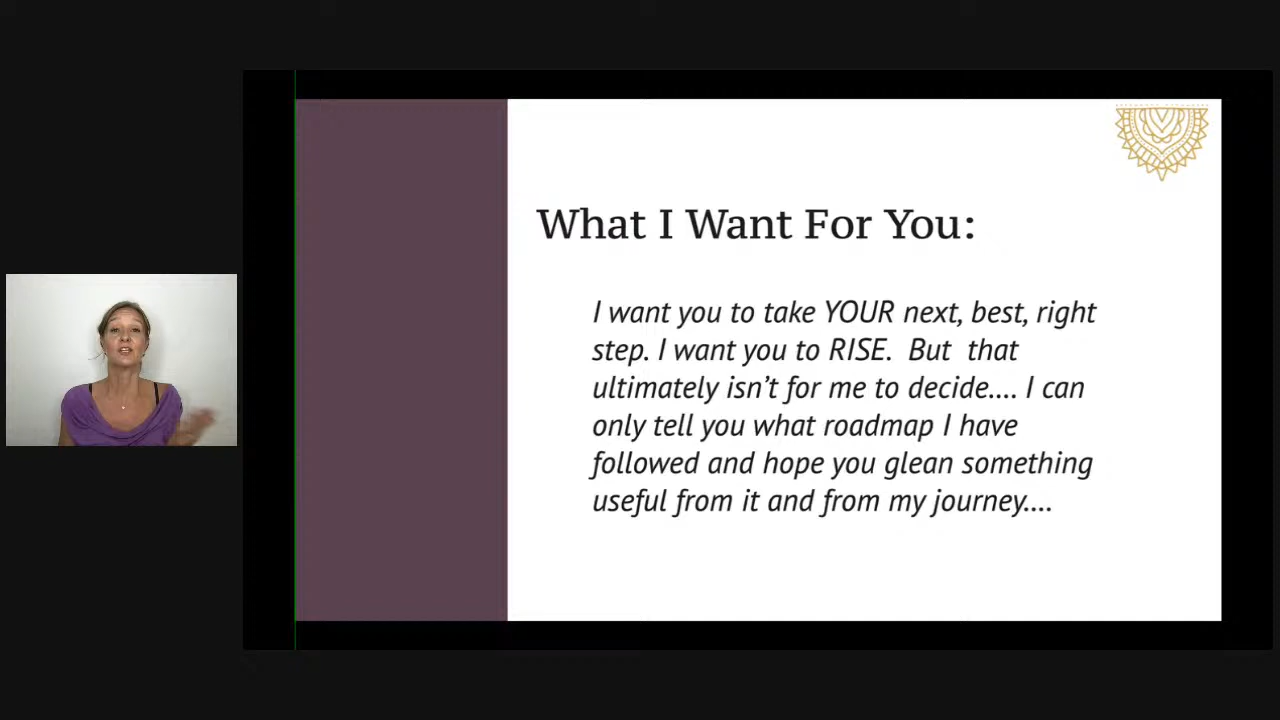 What I Want For You:
I want you to take YOUR next, best, right
step. I want you to RISE.  But  that
ultimately isn’t for me to decide.... I can
only tell you what roadmap I have
followed and hope you glean something
useful from it and from my journey....